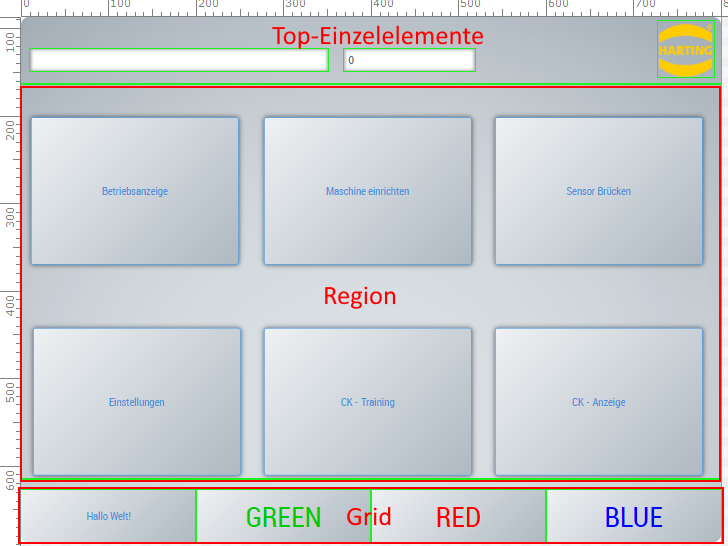 0 100 200 300 400 500 600 700 8
Top-Einzelelemente
0
HARTING
100
200
Betriebsanzeige Maschine einrichten Sensor Brücken
300
Region
400
Einstellungen CK - Training CK - Anzeige
500
600
Hallo Welt! GREEN Grid RED BLUE